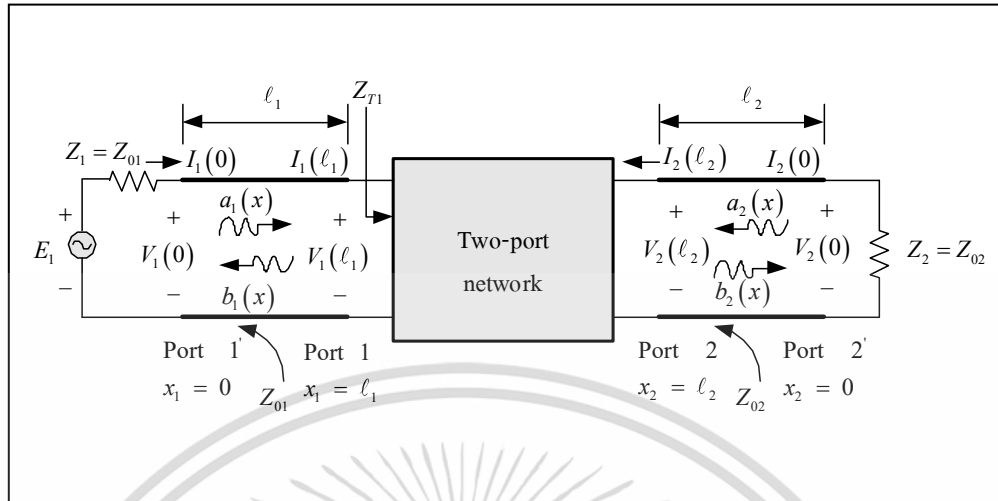 ℓ₁
Z_{T1}
ℓ₂
Z₁ = Z₀₁
I₁(0)
I₁(ℓ₁)
I₂(ℓ₂)
I₂(0)
a₁(x)
a₂(x)
+
+
+
+
+
E₁
V₁(0)
V₁(ℓ₁)
Two-port
network
V₂(ℓ₂)
V₂(0)
Z₂ = Z₀₂
−
−
−
−
−
b₁(x)
b₂(x)
Port 1'
Port 1
Port 2
Port 2'
x₁ = 0
Z₀₁
x₁ = ℓ₁
x₂ = ℓ₂
Z₀₂
x₂ = 0